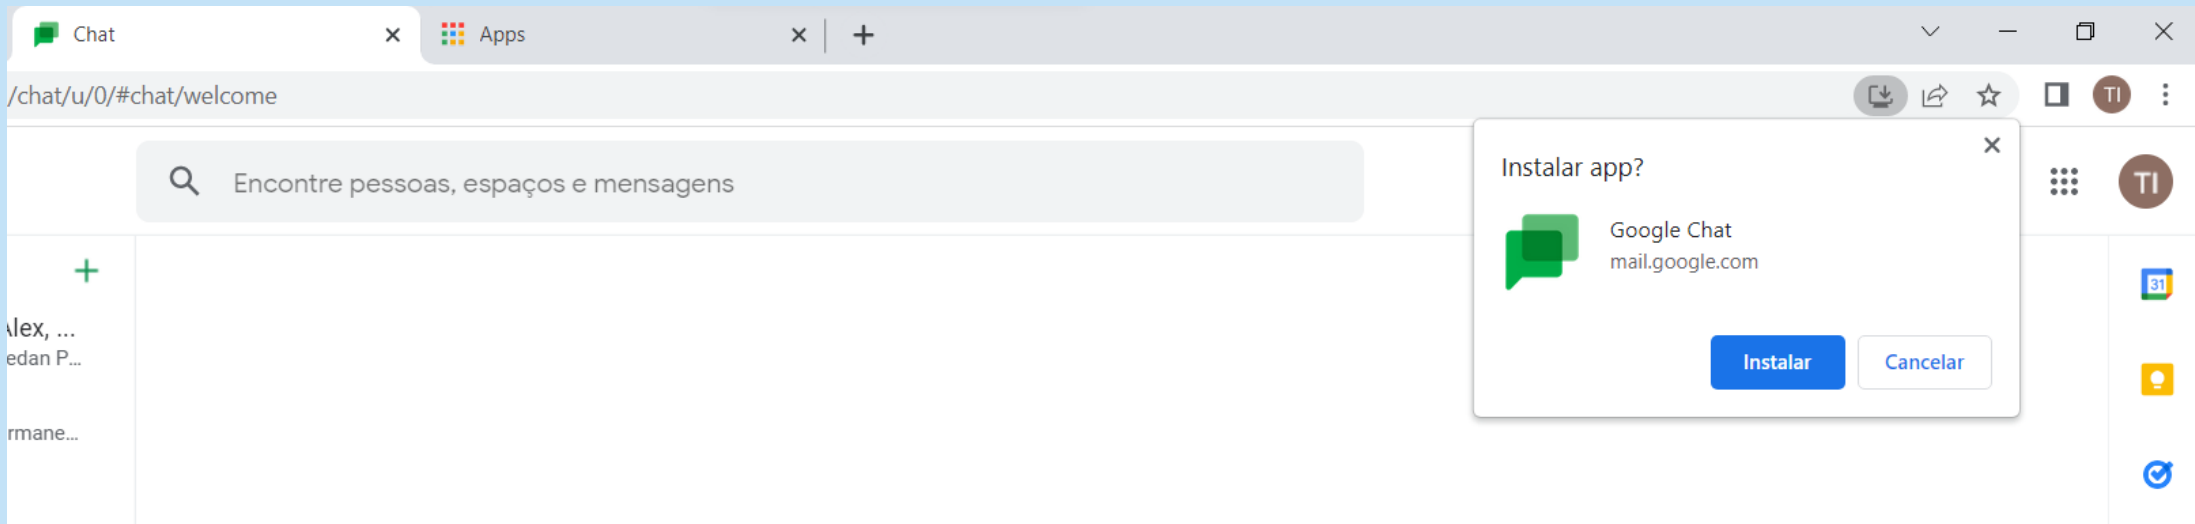 Chat
Apps
/chat/u/0/#chat/welcome
TI
Encontre pessoas, espaços e mensagens
Instalar app?
TI
Google Chat
mail.google.com
31
Instalar
Cancelar
lex, ...
edan P...
rmane...